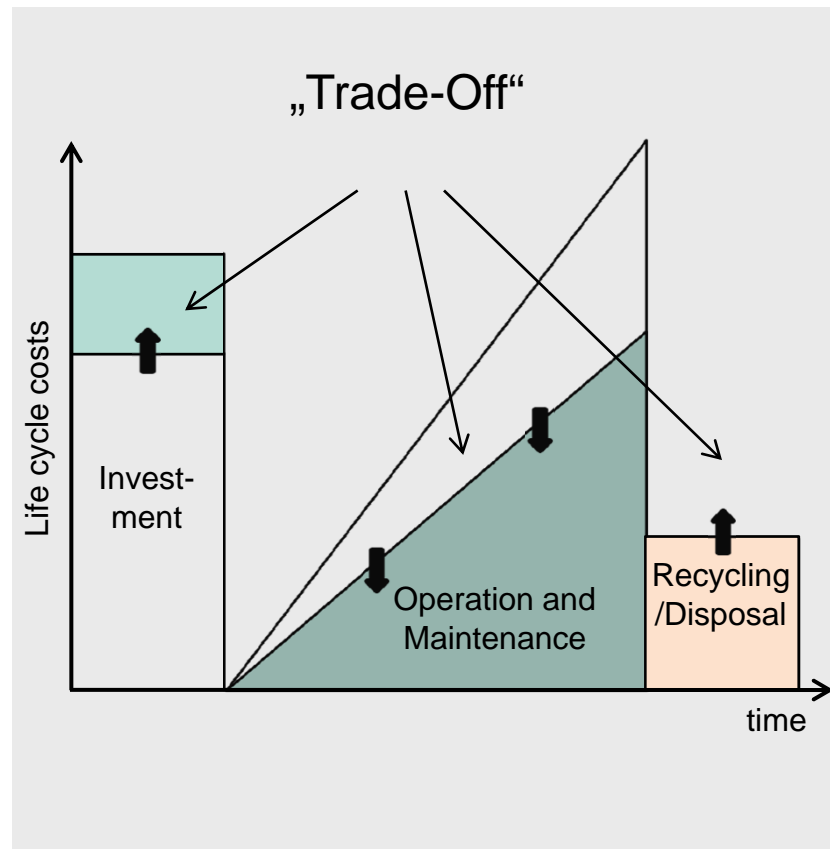 „Trade-Off“
Life cycle costs
Invest-
ment
Operation and
Maintenance
Recycling
/Disposal
time